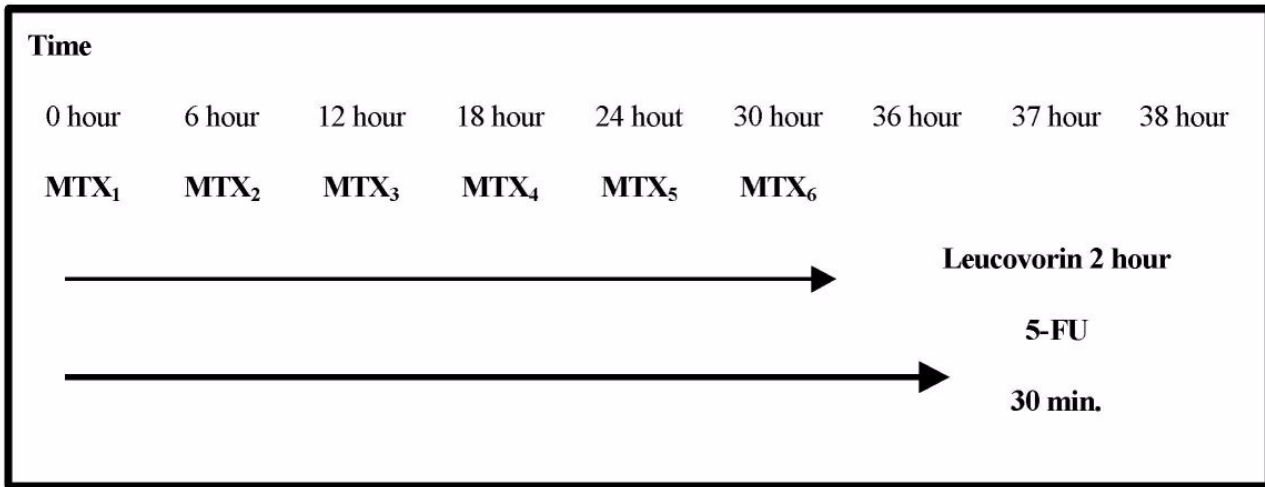 Time
0 hour 6 hour 12 hour 18 hour 24 hout 30 hour 36 hour 37 hour 38 hour
MTX₁ MTX₂ MTX₃ MTX₄ MTX₅ MTX₆
Leucovorin 2 hour
5-FU
30 min.